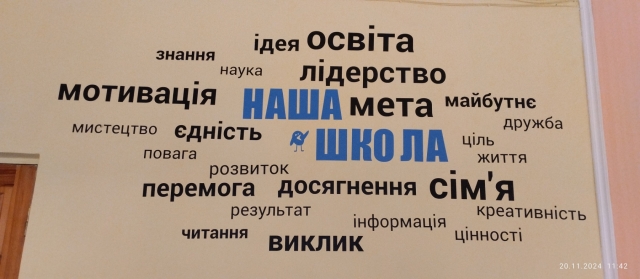 ідея освіта
знання
наука лідерство
мотивація НАША мета майбутнє
мистецтво єдність ШКОЛА ціль дружба
повага життя
розвиток
перемога досягнення сім'я
результат інформація креативність
читання виклик цінності
20.11.2024 11:42